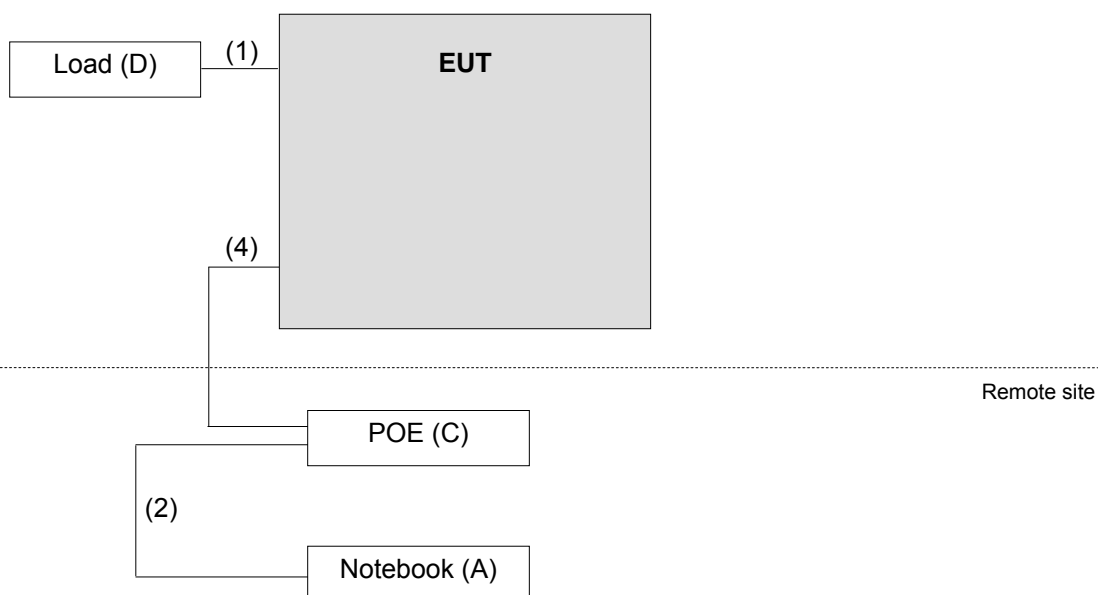 Load (D)
(1)
EUT
(4)
Remote site
POE (C)
(2)
Notebook (A)